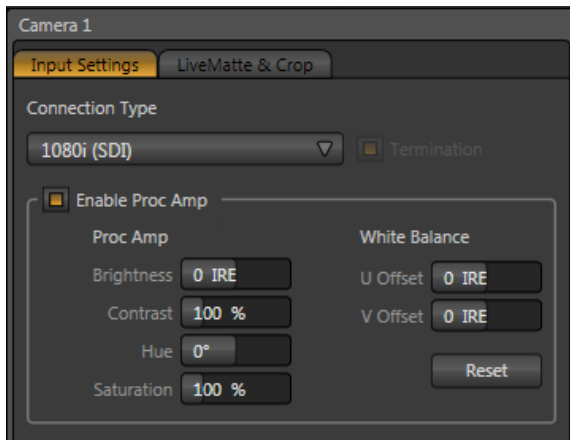 Camera 1
Input Settings
LiveMatte & Crop
Connection Type
1080i (SDI)
Termination
Enable Proc Amp
Proc Amp
Brightness 0 IRE
Contrast 100 %
Hue 0°
Saturation 100 %
White Balance
U Offset 0 IRE
V Offset 0 IRE
Reset